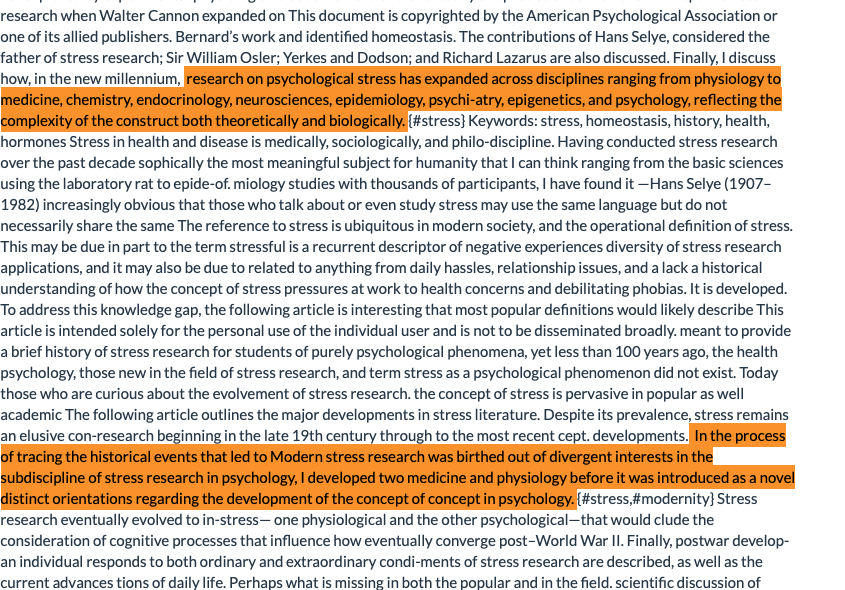 research when Walter Cannon expanded on This document is copyrighted by the American Psychological Association or
one of its allied publishers. Bernard's work and identified homeostasis. The contributions of Hans Selye, considered the
father of stress research; Sir William Osler; Yerkes and Dodson; and Richard Lazarus are also discussed. Finally, I discuss
how, in the new millennium, research on psychological stress has expanded across disciplines ranging from physiology to
medicine, chemistry, endocrinology, neurosciences, epidemiology, psychi-atry, epigenetics, and psychology, reflecting the
complexity of the construct both theoretically and biologically. {#stress} Keywords: stress, homeostasis, history, health,
hormones Stress in health and disease is medically, sociologically, and philo-discipline. Having conducted stress research
over the past decade sophically the most meaningful subject for humanity that I can think ranging from the basic sciences
using the laboratory rat to epide-of. miology studies with thousands of participants, I have found it —Hans Selye (1907–
1982) increasingly obvious that those who talk about or even study stress may use the same language but do not
necessarily share the same The reference to stress is ubiquitous in modern society, and the operational definition of stress.
This may be due in part to the term stressful is a recurrent descriptor of negative experiences diversity of stress research
applications, and it may also be due to related to anything from daily hassles, relationship issues, and a lack a historical
understanding of how the concept of stress pressures at work to health concerns and debilitating phobias. It is developed.
To address this knowledge gap, the following article is interesting that most popular definitions would likely describe This
article is intended solely for the personal use of the individual user and is not to be disseminated broadly. meant to provide
a brief history of stress research for students of purely psychological phenomena, yet less than 100 years ago, the health
psychology, those new in the field of stress research, and term stress as a psychological phenomenon did not exist. Today
those who are curious about the evolvement of stress research. the concept of stress is pervasive in popular as well
academic The following article outlines the major developments in stress literature. Despite its prevalence, stress remains
an elusive con-research beginning in the late 19th century through to the most recent cept. developments. In the process
of tracing the historical events that led to Modern stress research was birthed out of divergent interests in the
subdiscipline of stress research in psychology, I developed two medicine and physiology before it was introduced as a novel
distinct orientations regarding the development of the concept of concept in psychology. {#stress,#modernity} Stress
research eventually evolved to in-stress— one physiological and the other psychological—that would clude the
consideration of cognitive processes that influence how eventually converge post–World War II. Finally, postwar develop-
an individual responds to both ordinary and extraordinary condi-ments of stress research are described, as well as the
current advances tions of daily life. Perhaps what is missing in both the popular and in the field. scientific discussion of